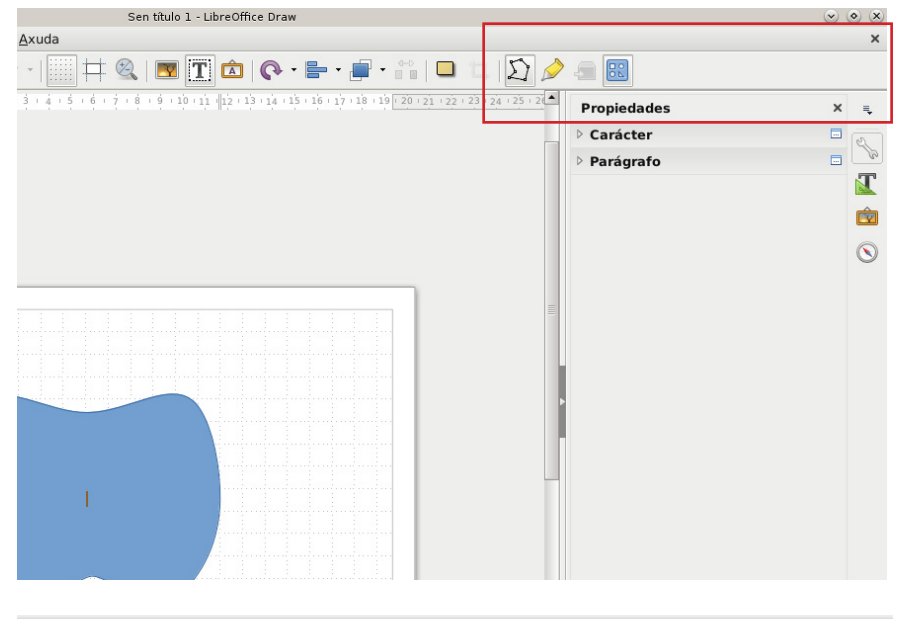 Sen título 1 - LibreOffice Draw
Axuda
3 4 5 6 7 8 9 10 11 12 13 14 15 16 17 18 19 20 21 22 23 24 25
Propiedades
Carácter
Parágrafo